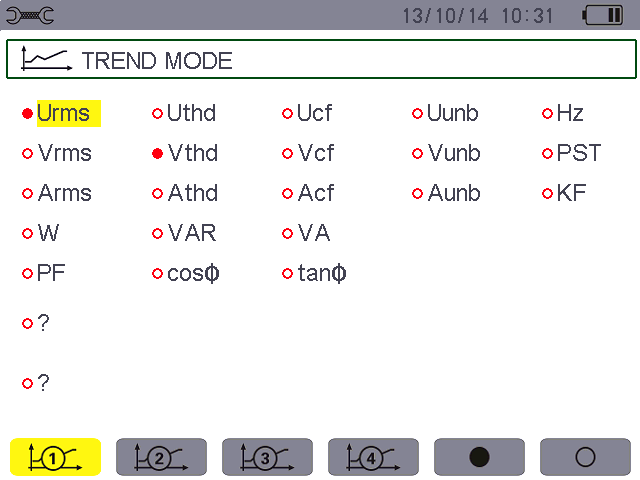 13/10/14 10:31
TREND MODE
Urms Uthd Ucf Uunb Hz
Vrms Vthd Vcf Vunb PST
Arms Athd Acf Aunb KF
W VAR VA
PF cosϕ tanϕ
?
?
1 2 3 4